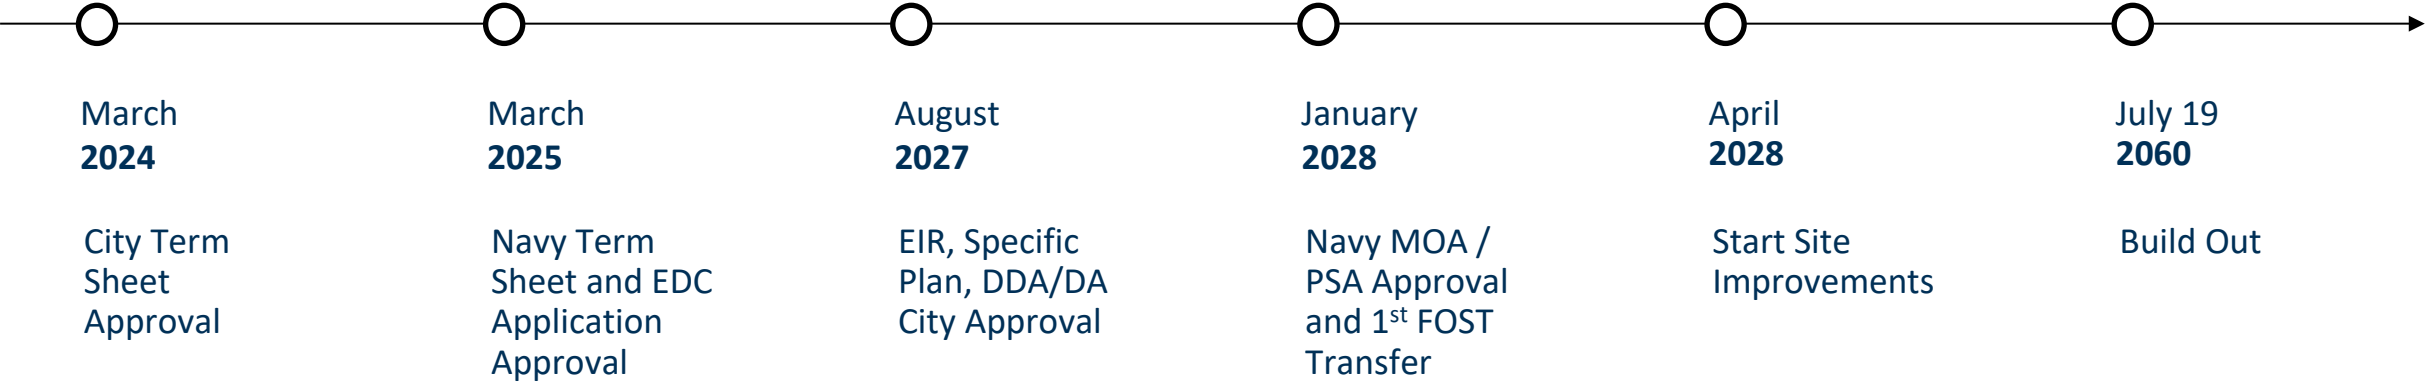 March
2024
City Term
Sheet
Approval
March
2025
Navy Term
Sheet and EDC
Application
Approval
August
2027
EIR, Specific
Plan, DDA/DA
City Approval
January
2028
Navy MOA /
PSA Approval
and 1st FOST
Transfer
April
2028
Start Site
Improvements
July 19
2060
Build Out